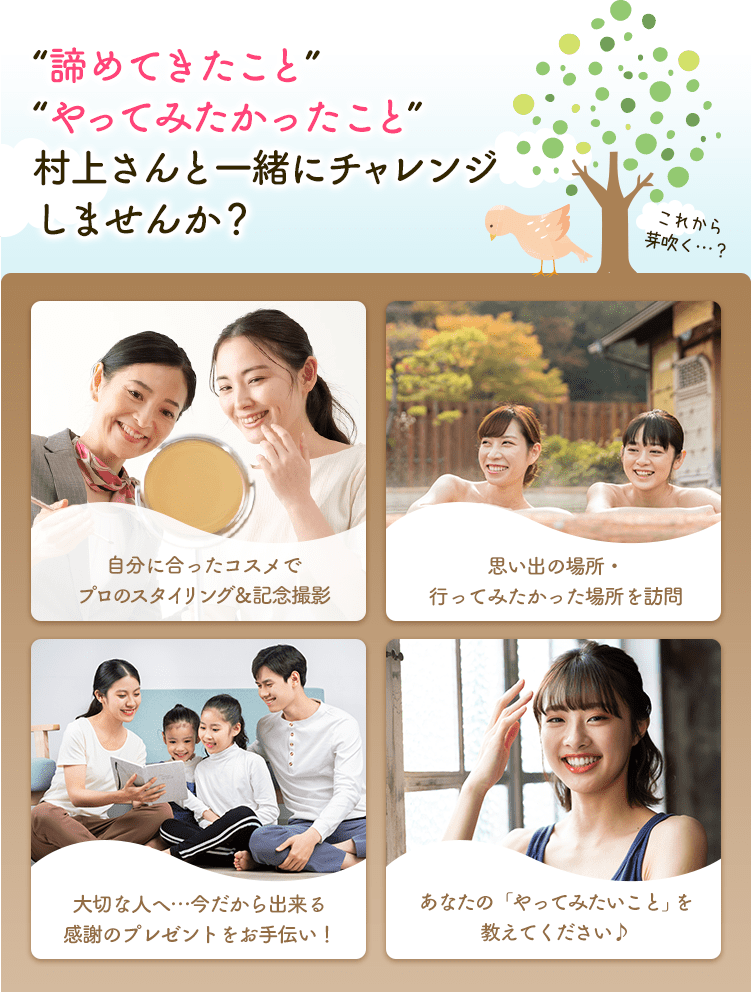 “諦めてきたこと”
“やってみたかったこと”
村上さんと一緒にチャレンジ
しませんか？
これから
芽吹く…？
自分に合ったコスメで
プロのスタイリング&記念撮影
思い出の場所・
行ってみたかった場所を訪問
大切な人へ…今だから出来る
感謝のプレゼントをお手伝い！
あなたの「やってみたいこと」を
教えてください♪